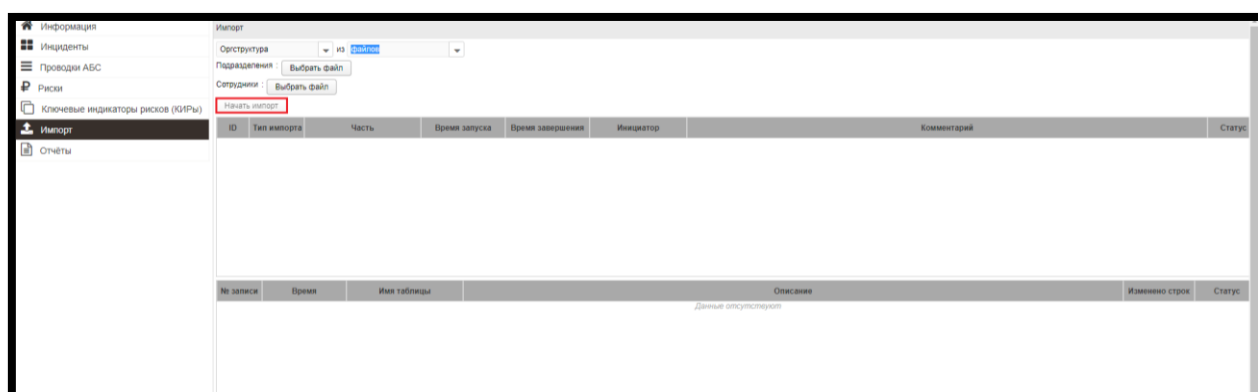 Информация
Инциденты
Проводки АБС
Риски
Ключевые индикаторы рисков (КИРы)
Импорт
Отчёты
Импорт
Оргструктура из файлов
Подразделения : Выбрать файл
Сотрудники : Выбрать файл
Начать импорт
ID Тип импорта Часть Время запуска Время завершения Инициатор Комментарий Статус
№ записи Время Имя таблицы Описание Изменено строк Статус
Данные отсутствуют